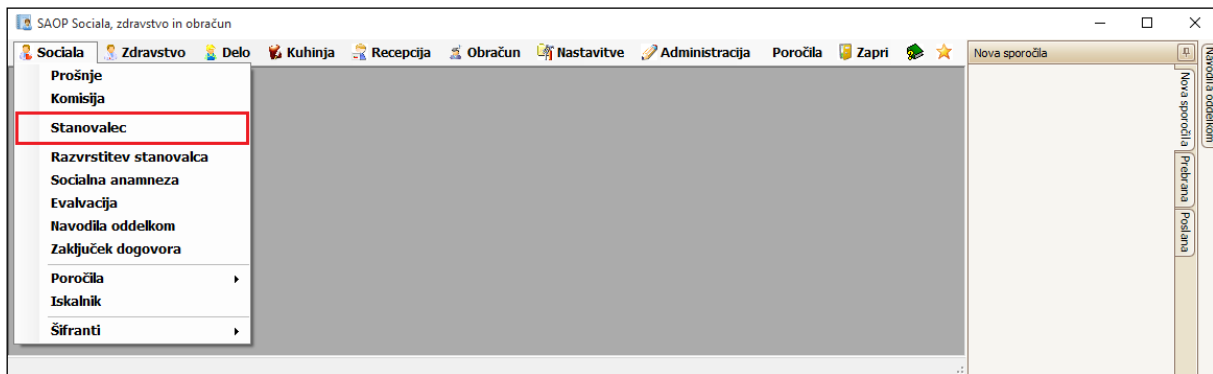 SAOP Sociala, zdravstvo in obračun
Sociala Zdravstvo Delo Kuhinja Recepcija Obračun Nastavitve Administracija Poročila Zapri
Prošnje
Komisija
Stanovalec
Razvrstitev stanovalca
Socialna anamneza
Evalvacija
Navodila oddelkom
Zaključek dogovora
Poročila
Iskalnik
Šifranti
Nova sporočila
Nova sporočila
Prebrana
Poslana
Navodila oddelkom